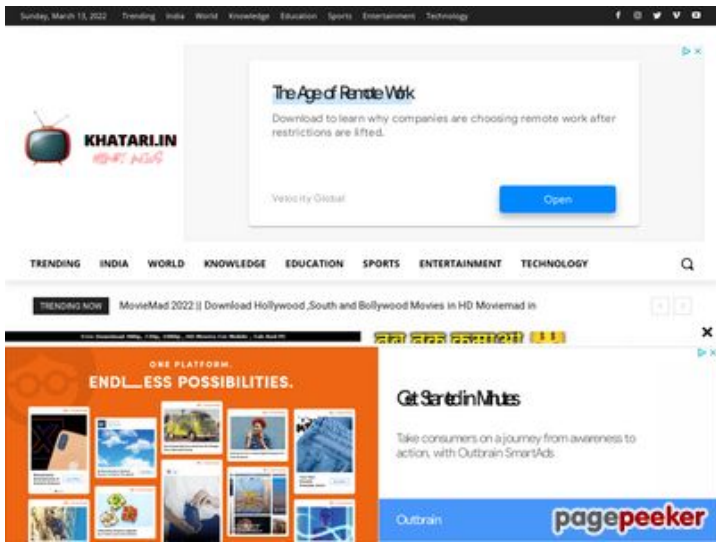 Sunday, March 13, 2022 Trending India World Knowledge Education Sports Entertainment Technology
The Age of Remote Work
Download to learn why companies are choosing remote work after
restrictions are lifted.
Velocity Global
Open
KHATARI.IN
TRENDING INDIA WORLD KNOWLEDGE EDUCATION SPORTS ENTERTAINMENT TECHNOLOGY
TRENDING NOW MovieMad 2022 || Download Hollywood ,South and Bollywood Movies in HD Moviemad in
ONE PLATFORM.
ENDL__ESS POSSIBILITIES.
Get Started in Minutes
Take consumers on a journey from awareness to
action, with Outbrain SmartAds
Outbrain
pagepeeker